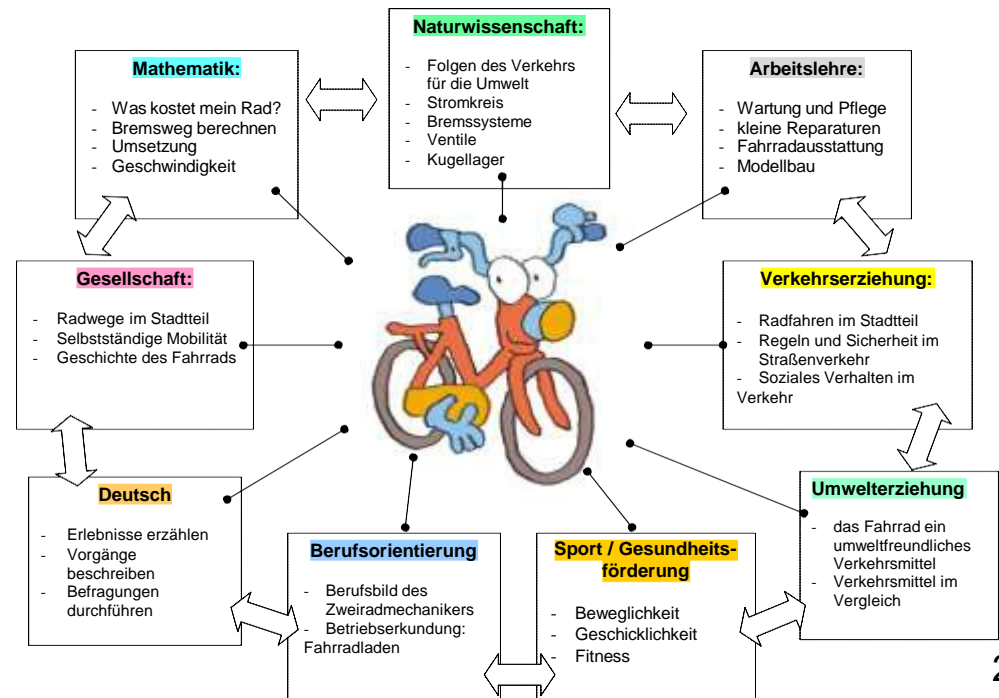 Naturwissenschaft:
- Folgen des Verkehrs
für die Umwelt
- Stromkreis
- Bremssysteme
- Ventile
- Kugellager
Mathematik:
- Was kostet mein Rad?
- Bremsweg berechnen
- Umsetzung
- Geschwindigkeit
Arbeitslehre:
- Wartung und Pflege
- kleine Reparaturen
- Fahrradausstattung
- Modellbau
Gesellschaft:
- Radwege im Stadtteil
- Selbstständige Mobilität
- Geschichte des Fahrrads
Verkehrserziehung:
- Radfahren im Stadtteil
- Regeln und Sicherheit im
Straßenverkehr
- Soziales Verhalten im
Verkehr
Deutsch
- Erlebnisse erzählen
- Vorgänge
beschreiben
- Befragungen
durchführen
Berufsorientierung
- Berufsbild des
Zweiradmechanikers
- Betriebserkundung:
Fahrradladen
Sport / Gesundheits-
förderung
- Beweglichkeit
- Geschicklichkeit
- Fitness
Umwelterziehung
- das Fahrrad ein
umweltfreundliches
Verkehrsmittel
- Verkehrsmittel im
Vergleich
2